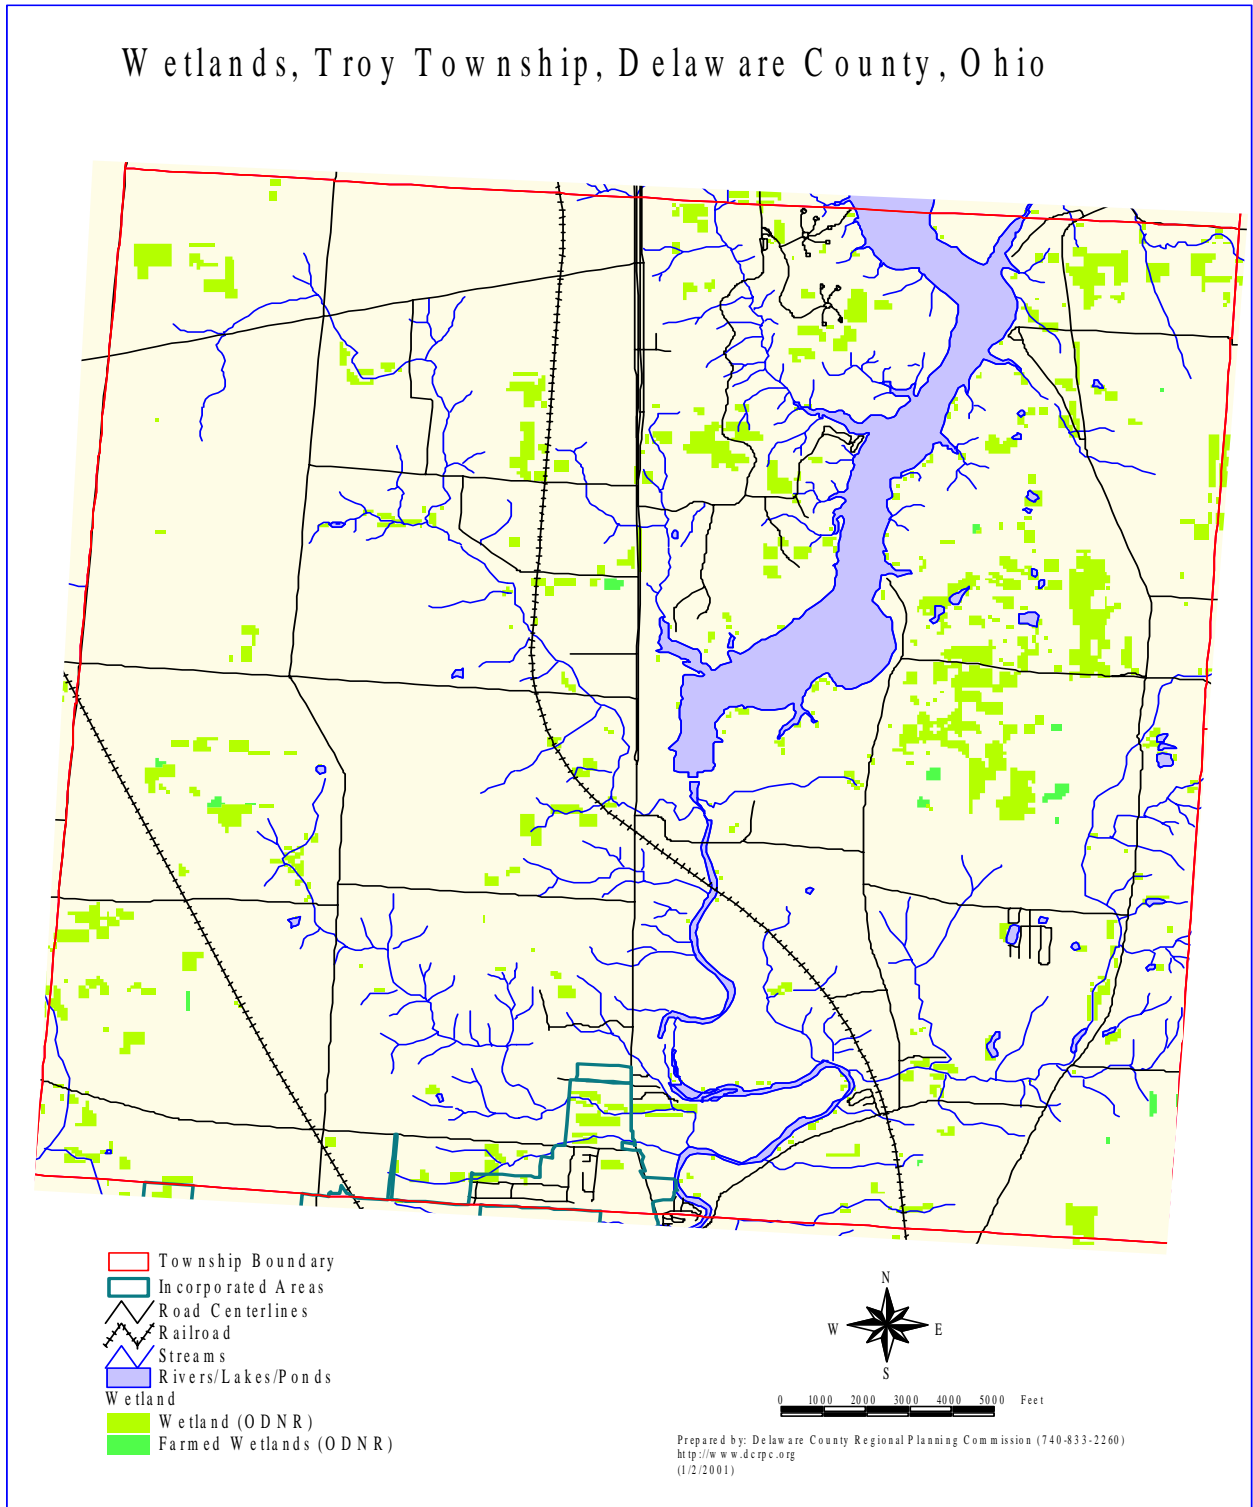 Wetlands, Troy Township, Delaware County, Ohio
Township Boundary
Incorporated Areas
Road Centerlines
Railroad
Streams
Rivers/Lakes/Ponds
Wetland
Wetland (ODNR)
Farmed Wetlands (ODNR)
N
W E
S
0 1000 2000 3000 4000 5000 Feet
Prepared by: Delaware County Regional Planning Commission (740-833-2260)
http://www.dcrpc.org
(1/2/2001)